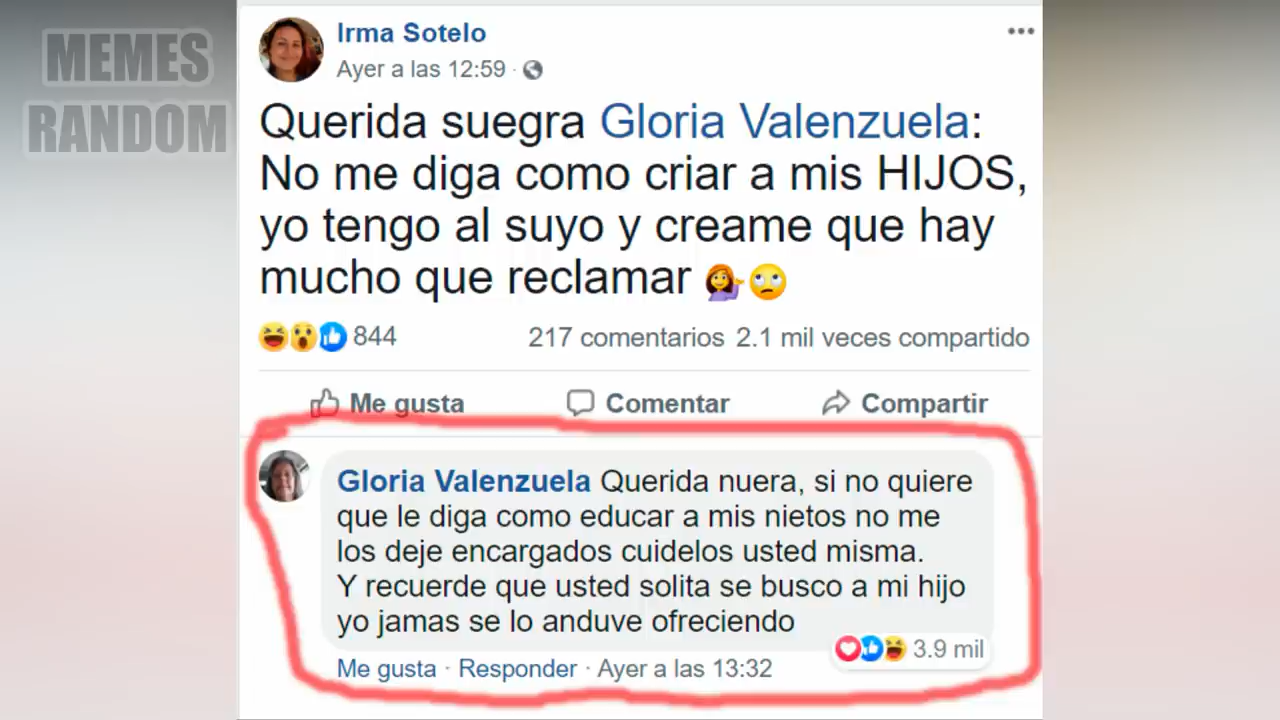 MEMES
RANDOM
Irma Sotelo
Ayer a las 12:59 ·
Querida suegra Gloria Valenzuela:
No me diga como criar a mis HIJOS,
yo tengo al suyo y creame que hay
mucho que reclamar 💁‍♀️🙄
844 217 comentarios 2.1 mil veces compartido
Me gusta Comentar Compartir
Gloria Valenzuela Querida nuera, si no quiere
que le diga como educar a mis nietos no me
los deje encargados cuidelos usted misma.
Y recuerde que usted solita se busco a mi hijo
yo jamas se lo anduve ofreciendo
3.9 mil
Me gusta · Responder · Ayer a las 13:32